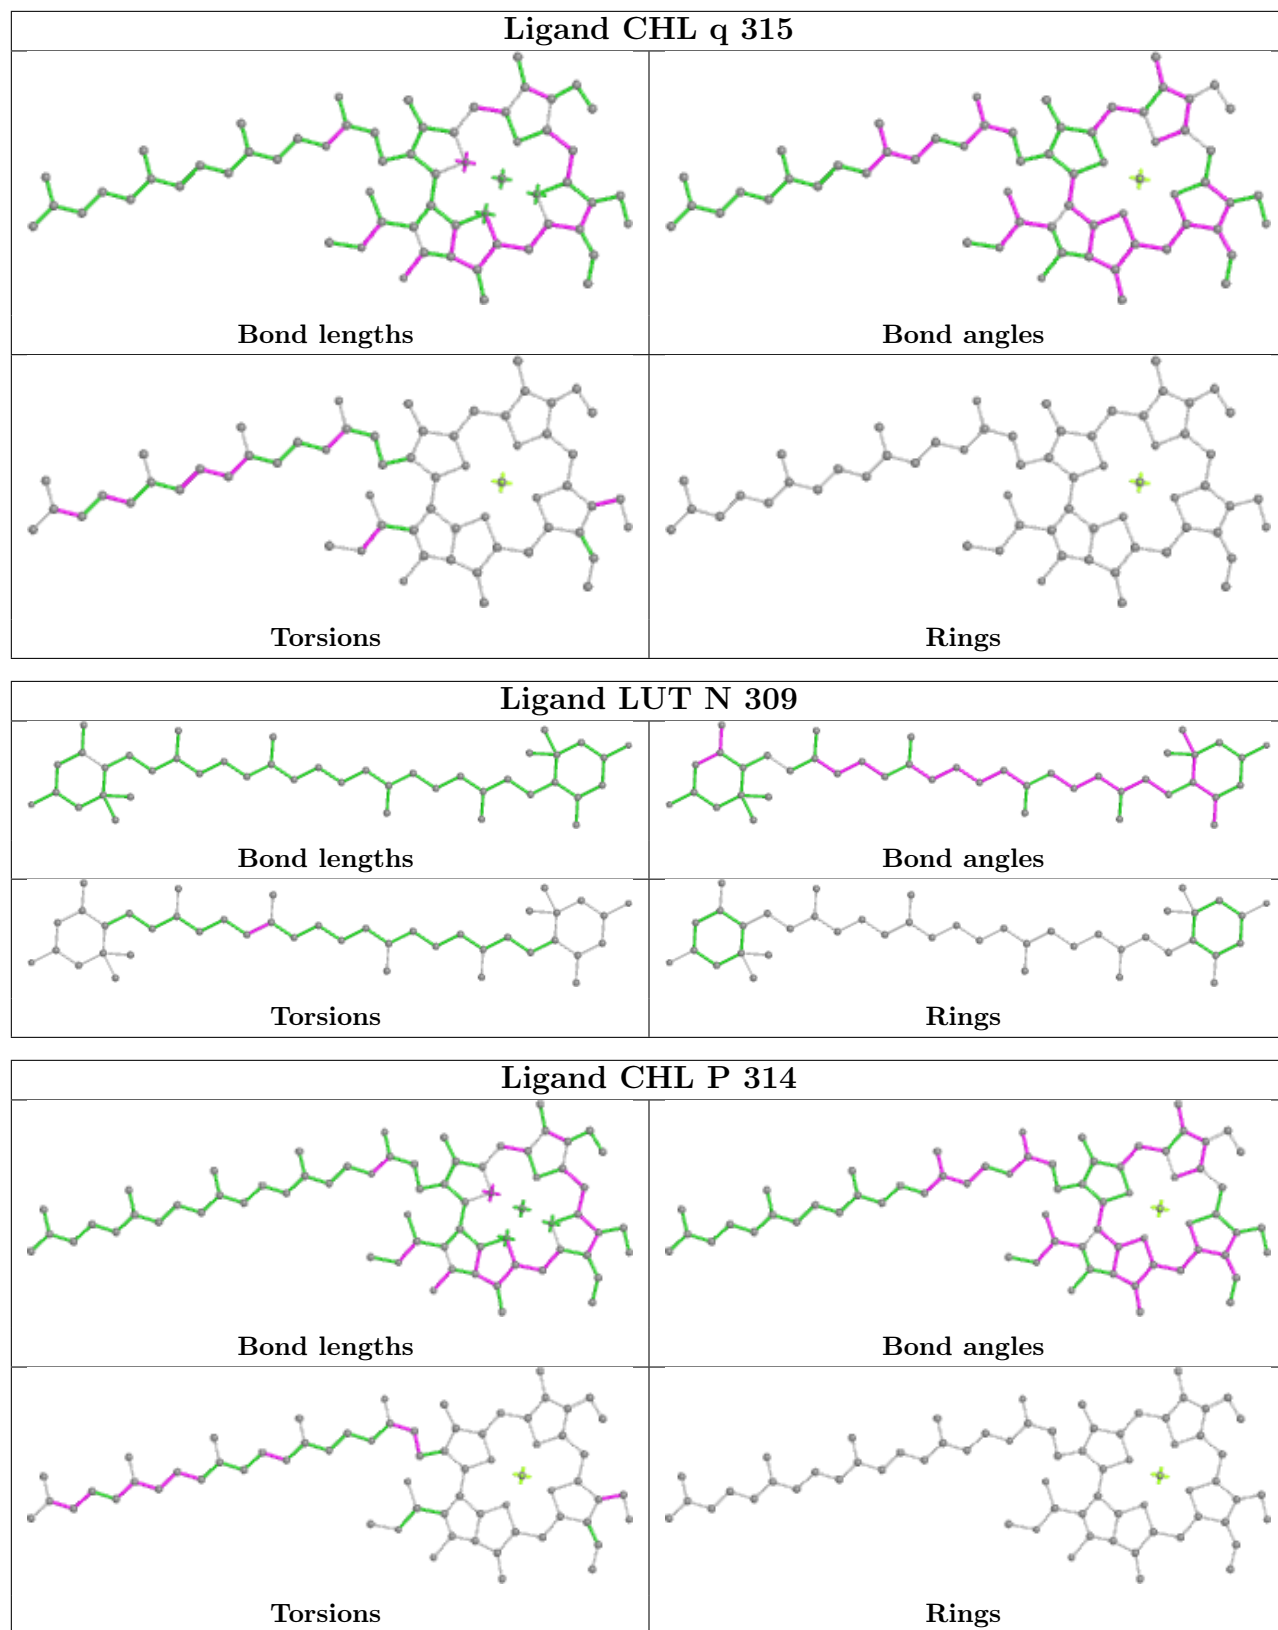 Ligand CHL q 315
Bond lengths
Bond angles
Torsions
Rings
Ligand LUT N 309
Bond lengths
Bond angles
Torsions
Rings
Ligand CHL P 314
Bond lengths
Bond angles
Torsions
Rings